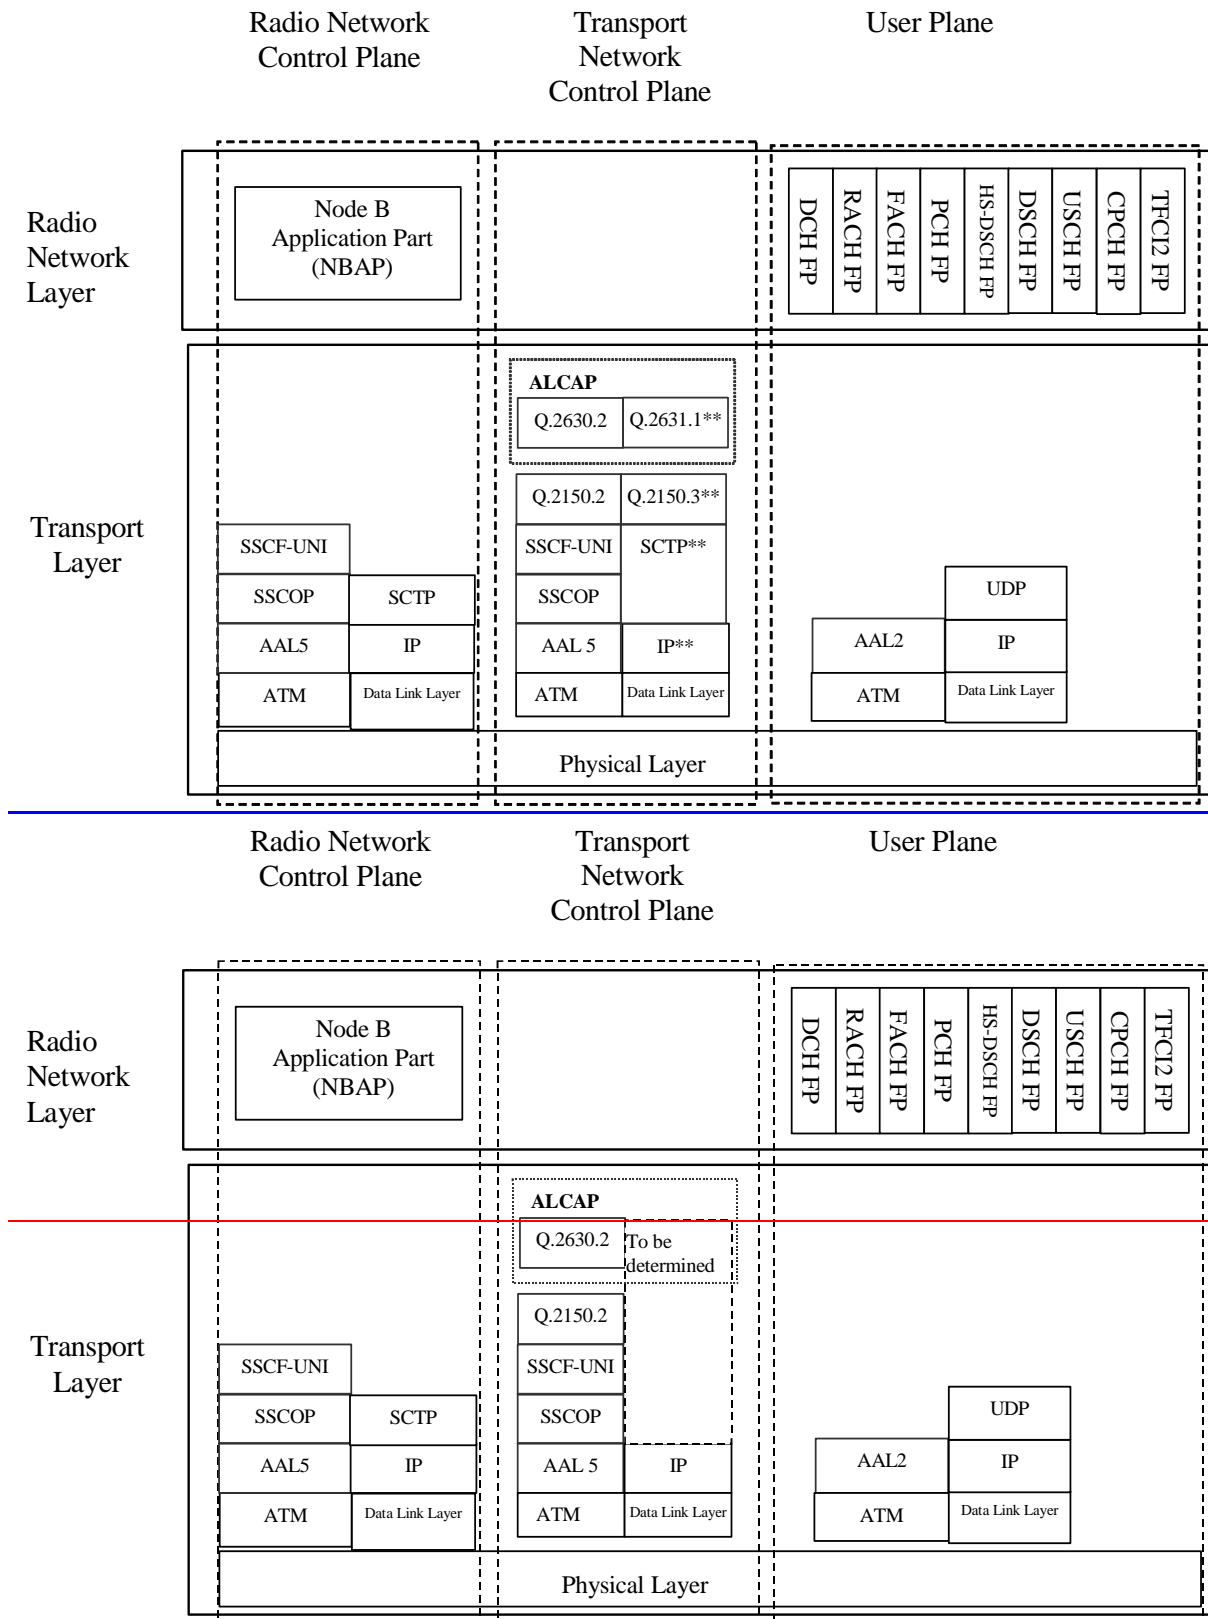 Radio Network
Control Plane
Transport
Network
Control Plane
User Plane
Radio
Network
Layer
Node B
Application Part
(NBAP)
DCH FP
RACH FP
FACH FP
PCH FP
HS-DSCH FP
DSCH FP
USCH FP
CPCH FP
TFCI2 FP
Transport
Layer
ALCAP
Q.2630.2
Q.2631.1**
Q.2150.2
Q.2150.3**
SSCF-UNI
SSCF-UNI
SCTP**
SSCOP
SCTP
SSCOP
UDP
AAL5
IP
AAL 5
IP**
AAL2
IP
ATM
Data Link Layer
ATM
Data Link Layer
ATM
Data Link Layer
Physical Layer
Radio Network
Control Plane
Transport
Network
Control Plane
User Plane
Radio
Network
Layer
Node B
Application Part
(NBAP)
DCH FP
RACH FP
FACH FP
PCH FP
HS-DSCH FP
DSCH FP
USCH FP
CPCH FP
TFCI2 FP
Transport
Layer
ALCAP
Q.2630.2
To be
determined
Q.2150.2
SSCF-UNI
SSCF-UNI
SSCOP
SCTP
SSCOP
UDP
AAL5
IP
AAL 5
IP
AAL2
IP
ATM
Data Link Layer
ATM
Data Link Layer
ATM
Data Link Layer
Physical Layer